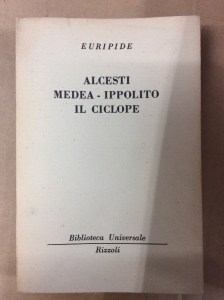 EURIPIDE
ALCESTI
MEDEA - IPPOLITO
IL CICLOPE
Biblioteca Universale
Rizzoli